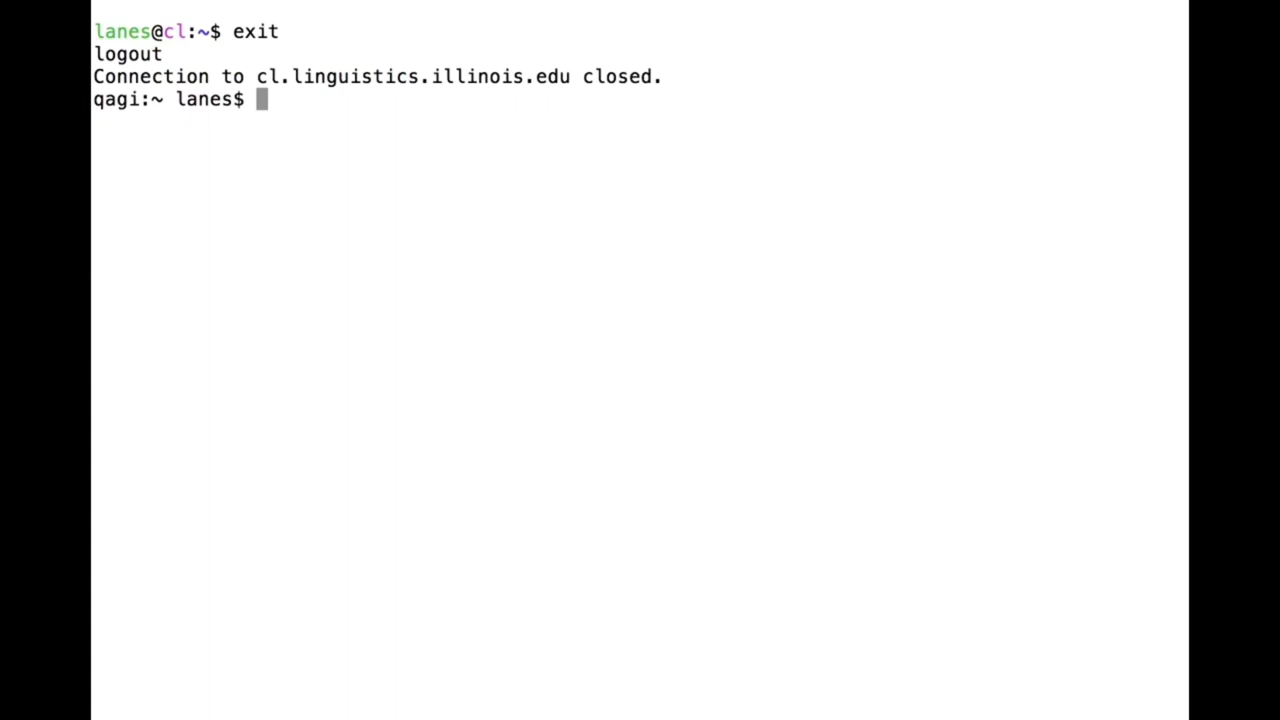 lanes@cl:~$ exit
logout
Connection to cl.linguistics.illinois.edu closed.
qagi:~ lanes$